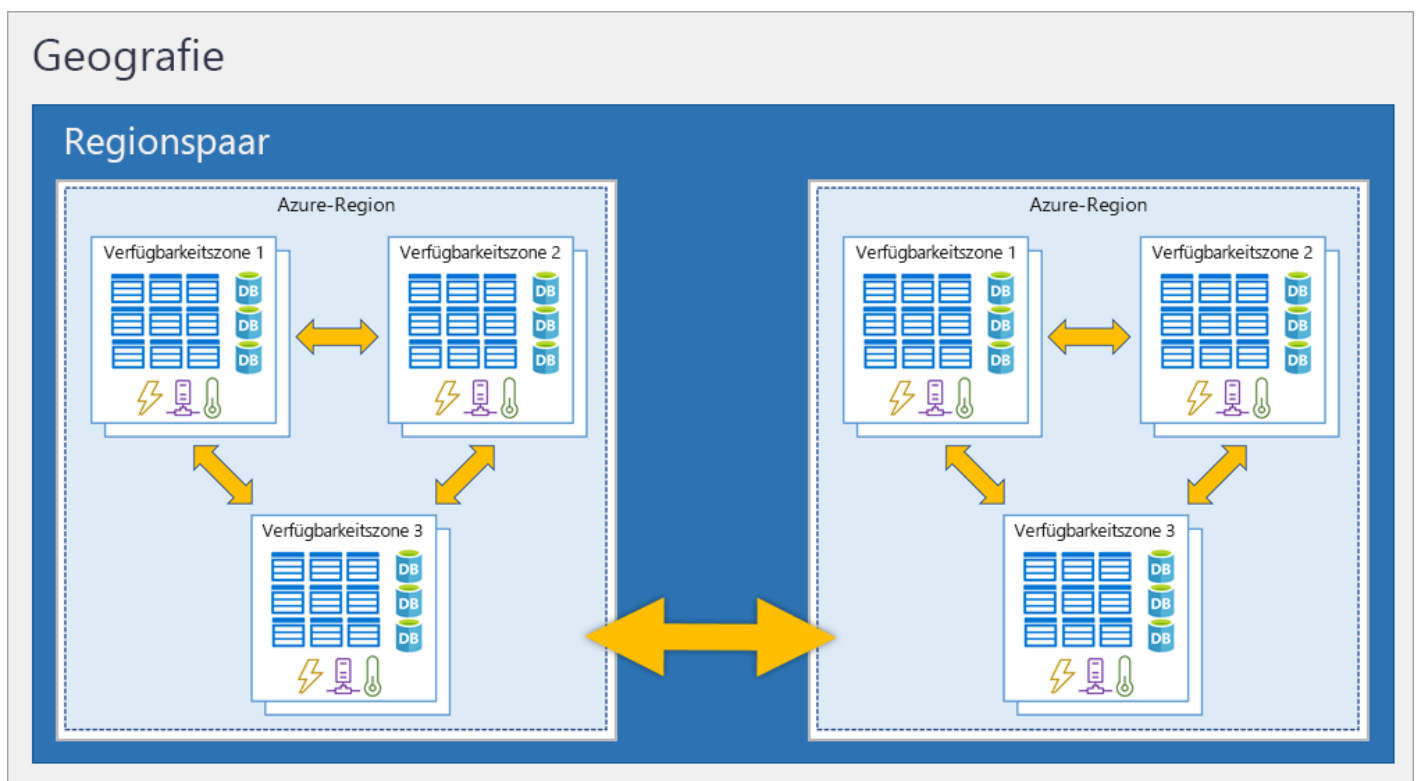 Geografie
Regionspaar
Azure-Region
Verfügbarkeitszone 1
Verfügbarkeitszone 2
DB
DB
DB
DB
DB
DB
Verfügbarkeitszone 3
DB
DB
DB
Azure-Region
Verfügbarkeitszone 1
Verfügbarkeitszone 2
DB
DB
DB
DB
DB
DB
Verfügbarkeitszone 3
DB
DB
DB